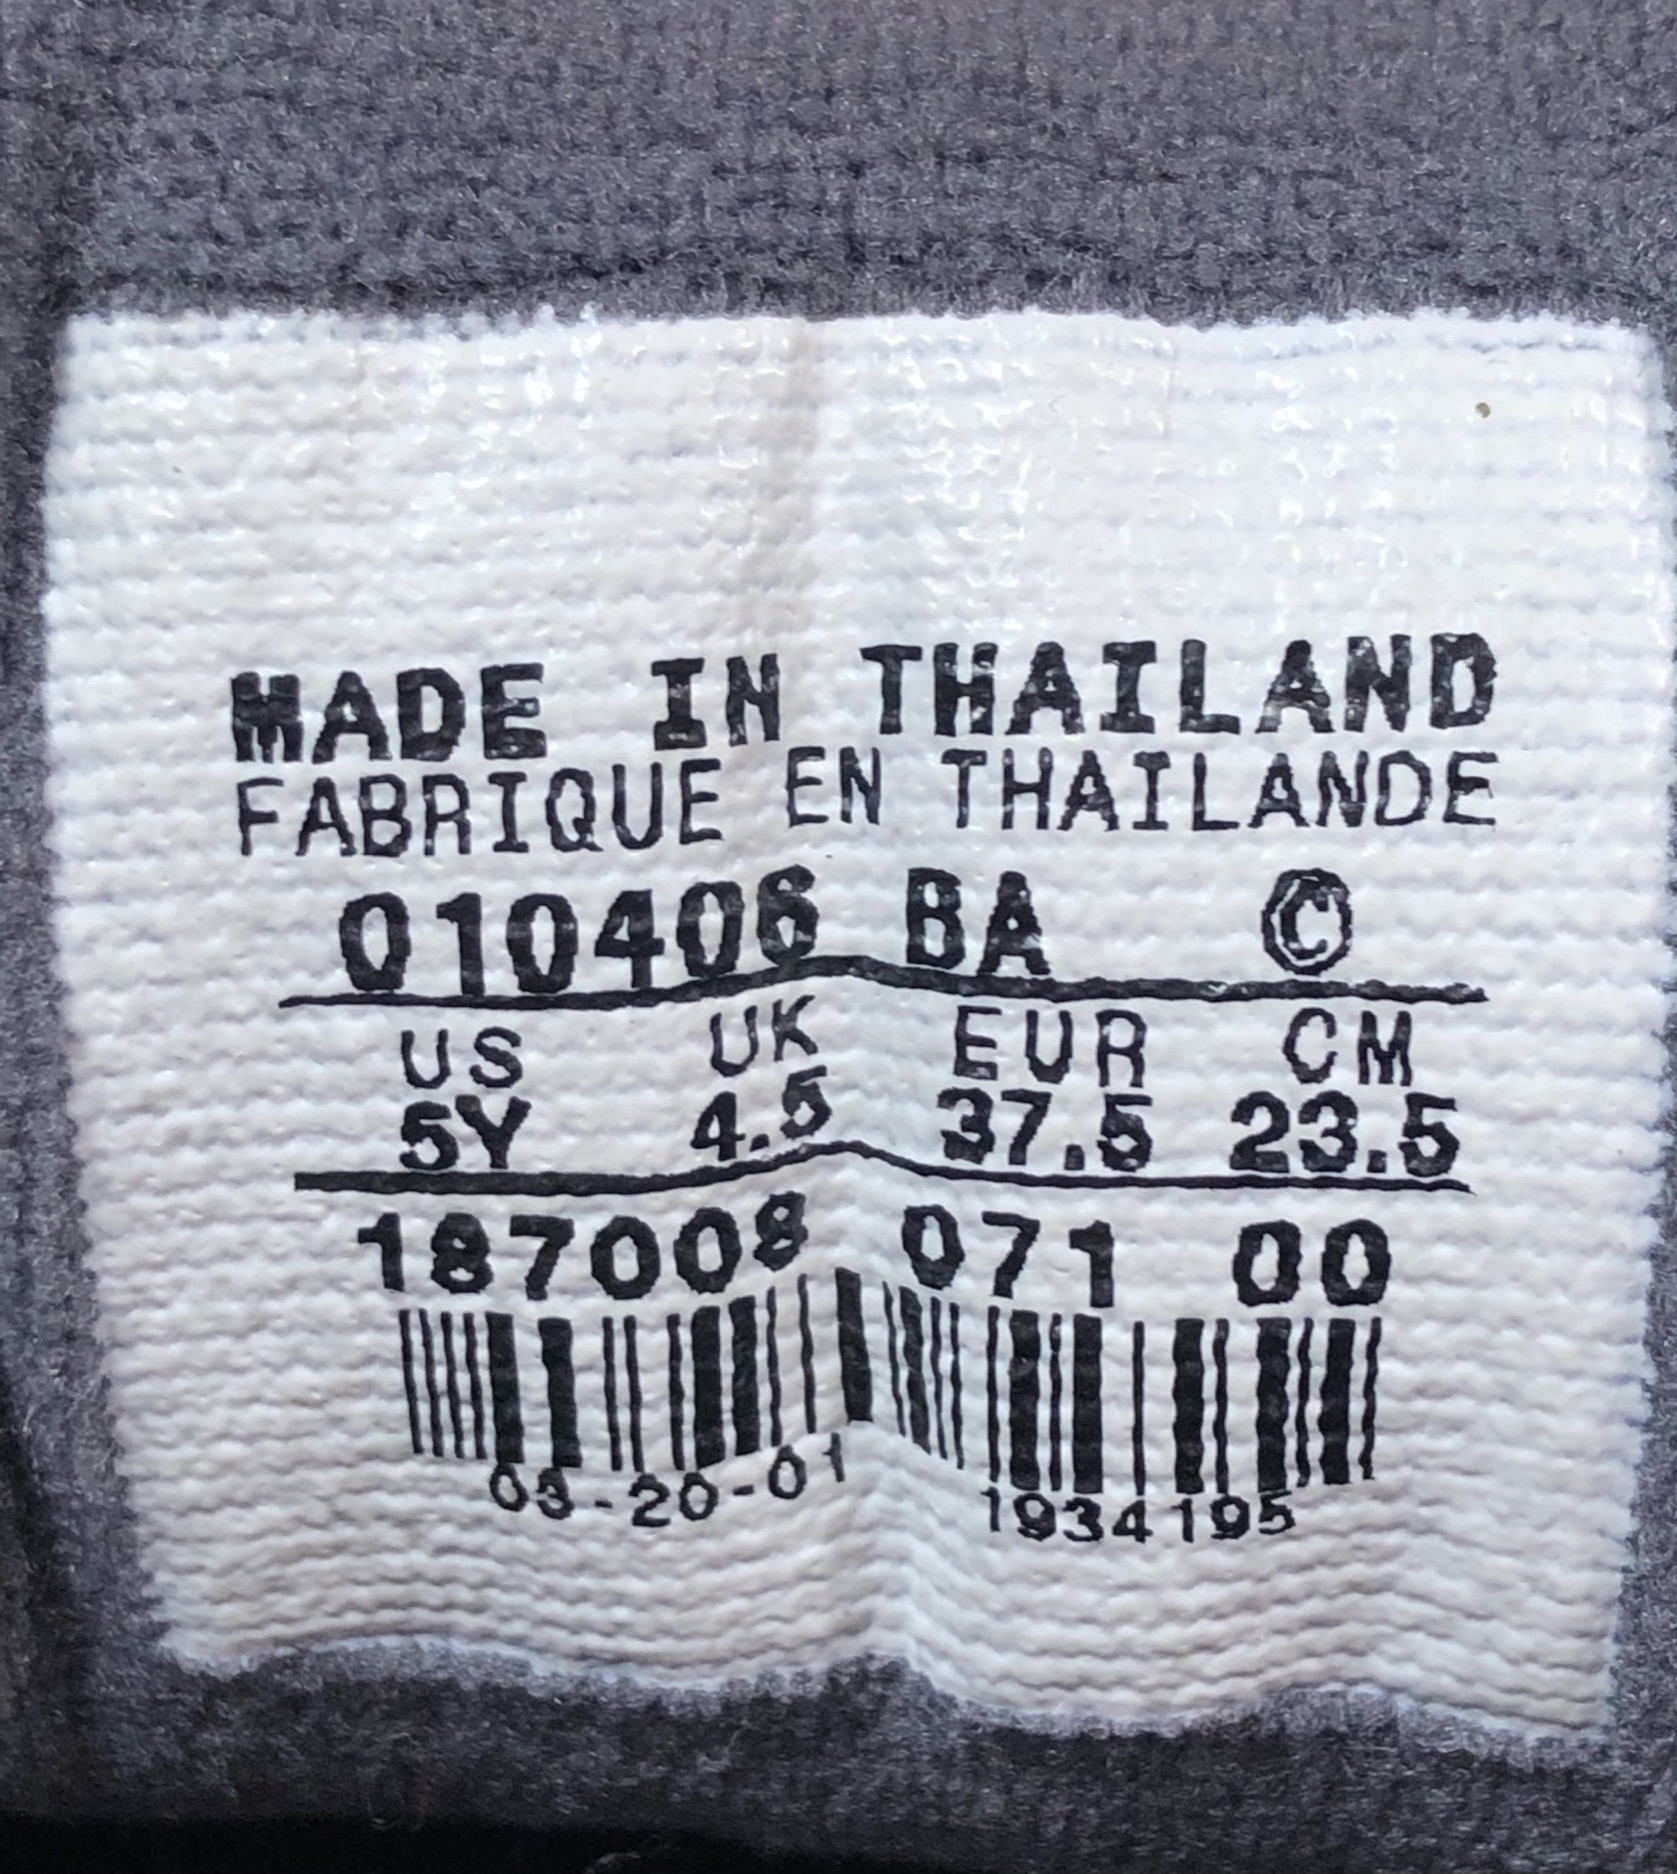 MADE IN THAILAND
FABRIQUE EN THAILANDE
010406 BA ©
US UK EUR CM
5Y 4.5 37.5 23.5
187008 071 00
03-20-01 1934195